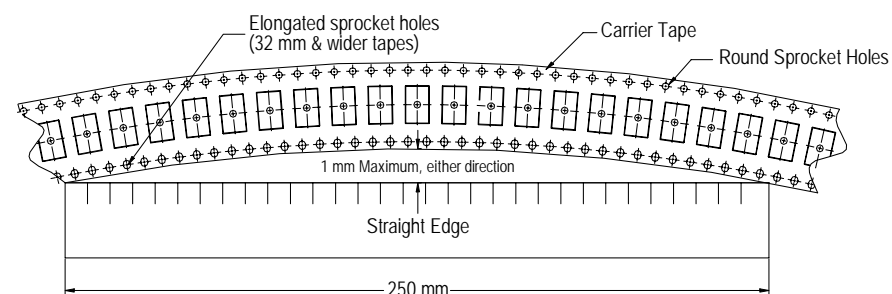 Elongated sprocket holes
(32 mm & wider tapes)
Carrier Tape
Round Sprocket Holes
1 mm Maximum, either direction
Straight Edge
250 mm